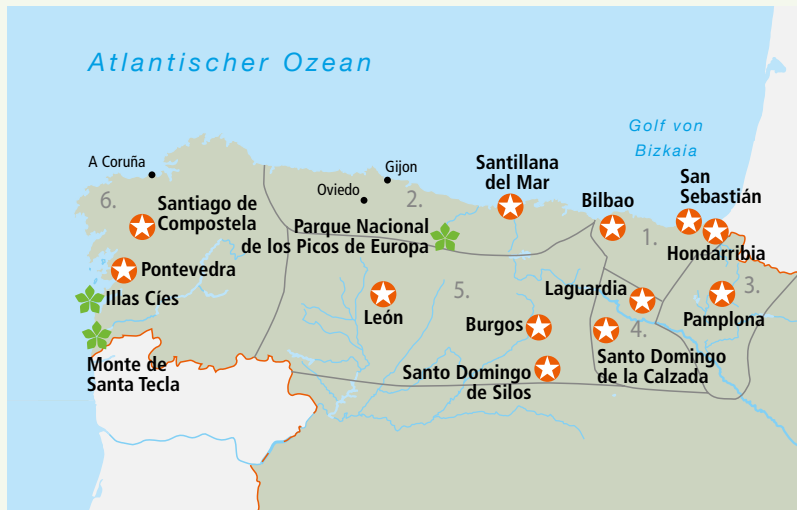 Atlantischer Ozean
Golf von
Bizkaia
A Coruña
Gijon
Oviedo
Santillana
del Mar
Bilbao
San
Sebastián
Hondarribia
6.
Santiago de
Compostela
2.
Parque Nacional
de los Picos de Europa
1.
Pontevedra
Illas Cíes
Monte de
Santa Tecla
León
5.
Burgos
Santo Domingo
de Silos
Laguardia
4.
Santo Domingo
de la Calzada
3.
Pamplona